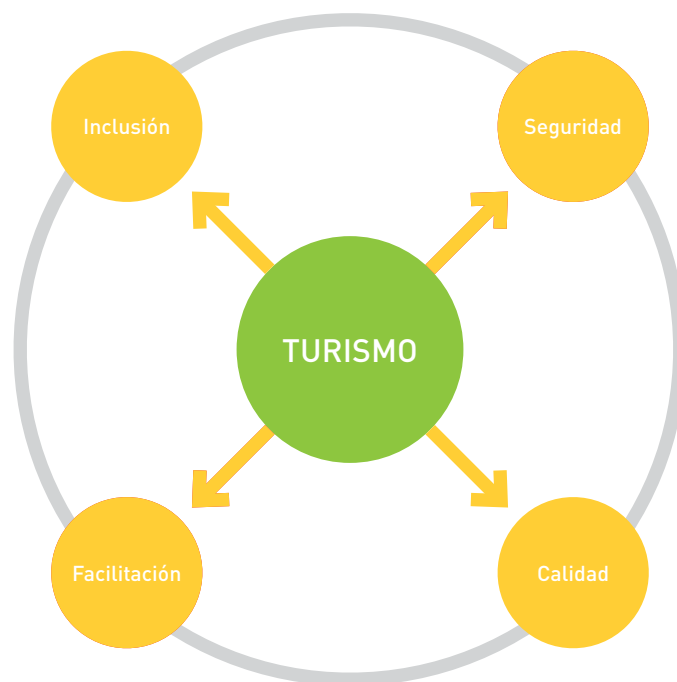 Inclusión
Seguridad
TURISMO
Facilitación
Calidad